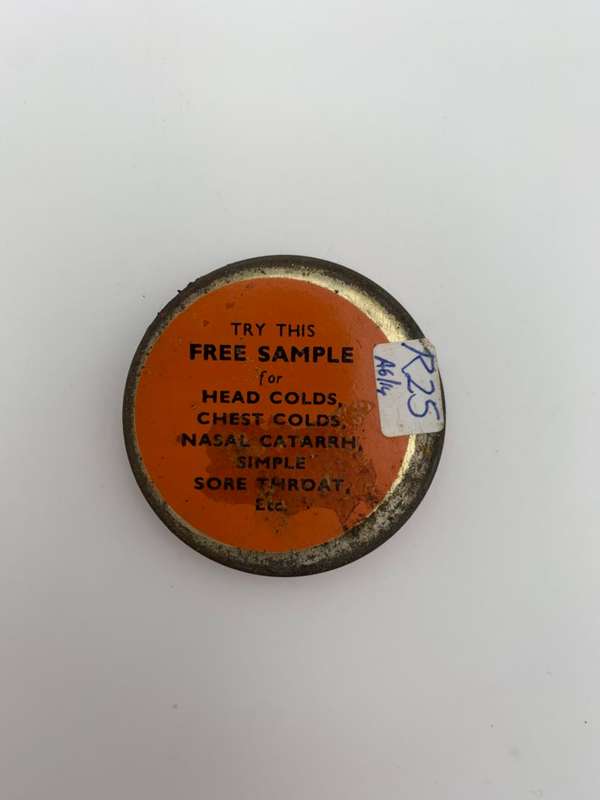 TRY THIS
FREE SAMPLE
for
HEAD COLDS,
CHEST COLDS,
NASAL CATARRH,
SIMPLE
SORE THROAT,
Etc.
R25